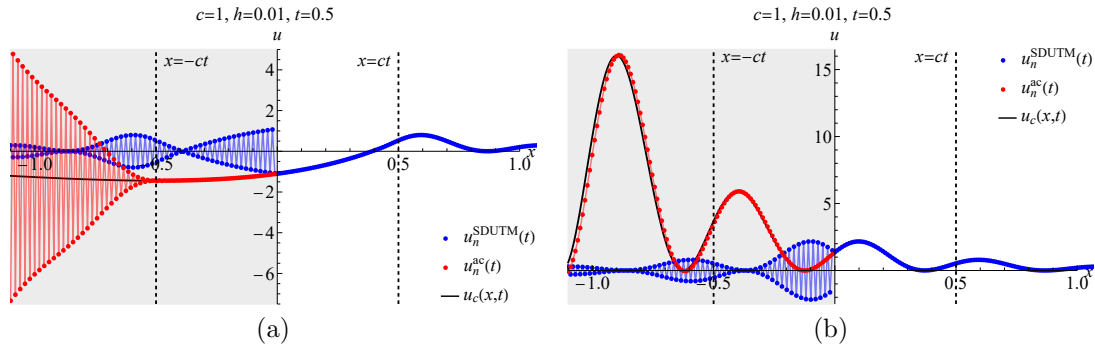 c=1, h=0.01, t=0.5
u
x=-ct
x=ct
4
2
-1.0
-0.5
0.5
1.0
x
-2
-4
-6
u_n^SDUTM(t)
u_n^ac(t)
u_c(x,t)
(a)
c=1, h=0.01, t=0.5
u
x=-ct
x=ct
15
10
5
-1.0
-0.5
0.5
1.0
x
u_n^SDUTM(t)
u_n^ac(t)
u_c(x,t)
(b)